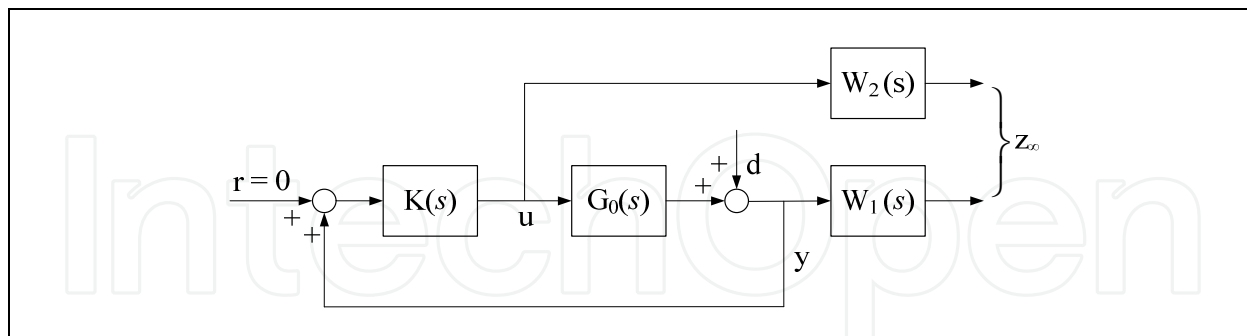 W₂(s)
z∞
r = 0
+
+
K(s)
u
G₀(s)
+
+
d
W₁(s)
y
IntechOpen